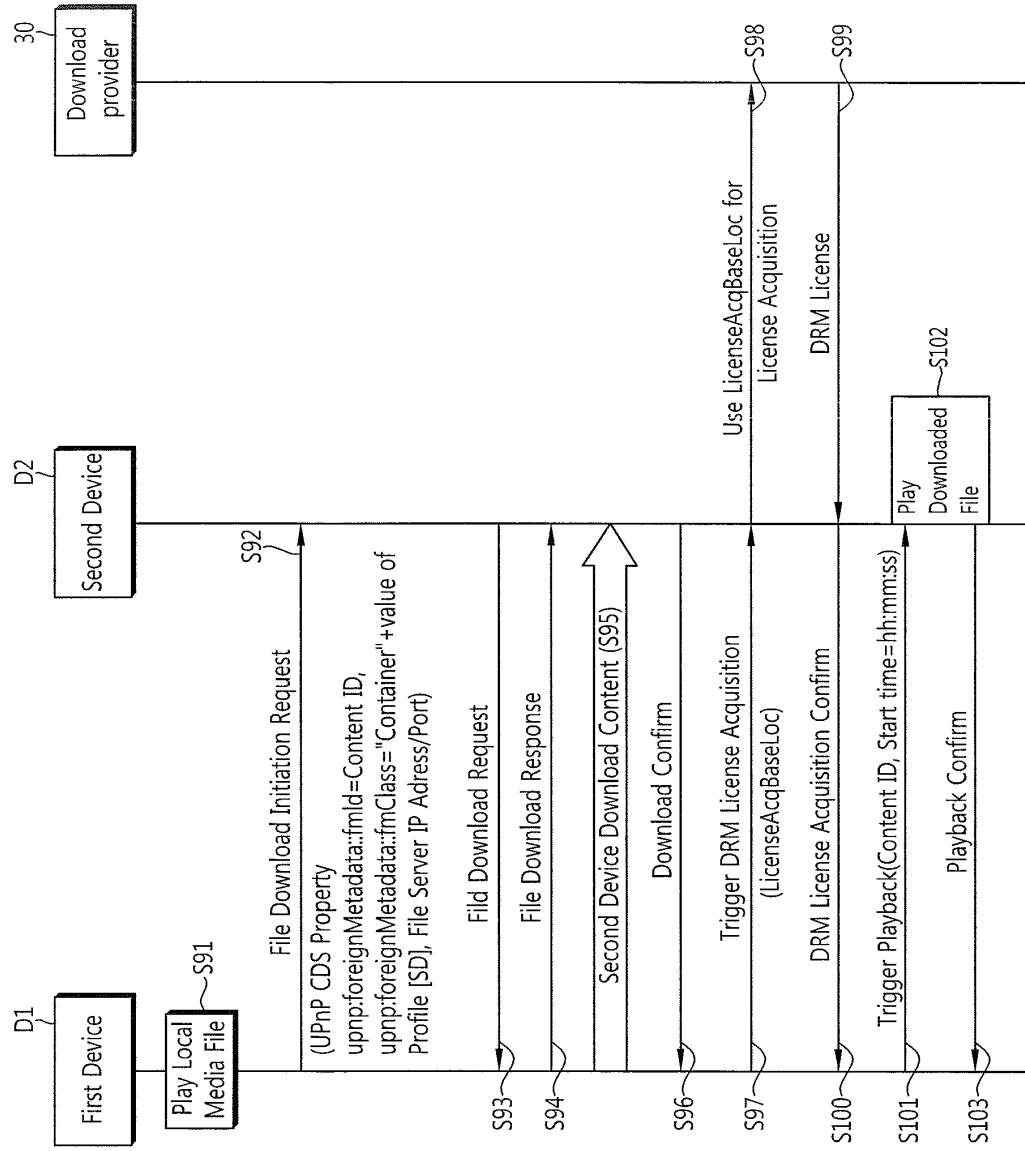 D1
First Device
D2
Second Device
30
Download
provider
Play Local
Media File
S91
File Download Initiation Request
S92
(UPnP CDS Property
upnp:foreignMetadata::fmId=Content ID,
upnp:foreignMetadata::fmClass="Container"+value of
Profile [SD], File Server IP Adress/Port)
Fild Download Request
S93
File Download Response
S94
Second Device Download Content (S95)
Download Confirm
S96
Trigger DRM License Acquisition
(LicenseAcqBaseLoc)
S97
Use LicenseAcqBaseLoc for
License Acquisition
S98
DRM License
S99
DRM License Acquisition Confirm
S100
Trigger Playback(Content ID, Start time=hh:mm:ss)
S101
Play
Downloaded
File
S102
Playback Confirm
S103